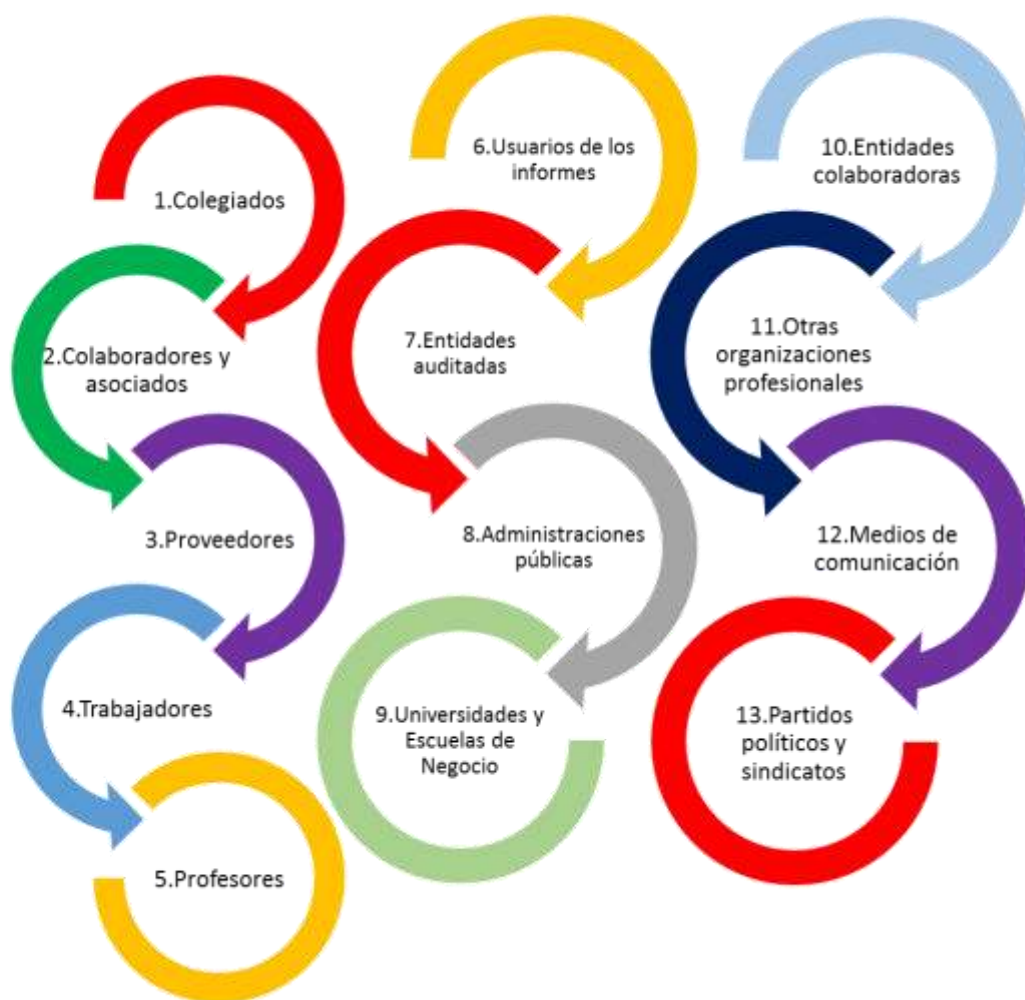 1.Colegiados
2.Colaboradores y
asociados
3.Proveedores
4.Trabajadores
5.Profesores
6.Usuarios de los
informes
7.Entidades
auditadas
8.Administraciones
públicas
9.Universidades y
Escuelas de
Negocio
10.Entidades
colaboradoras
11.Otras
organizaciones
profesionales
12.Medios de
comunicación
13.Partidos
políticos y
sindicatos